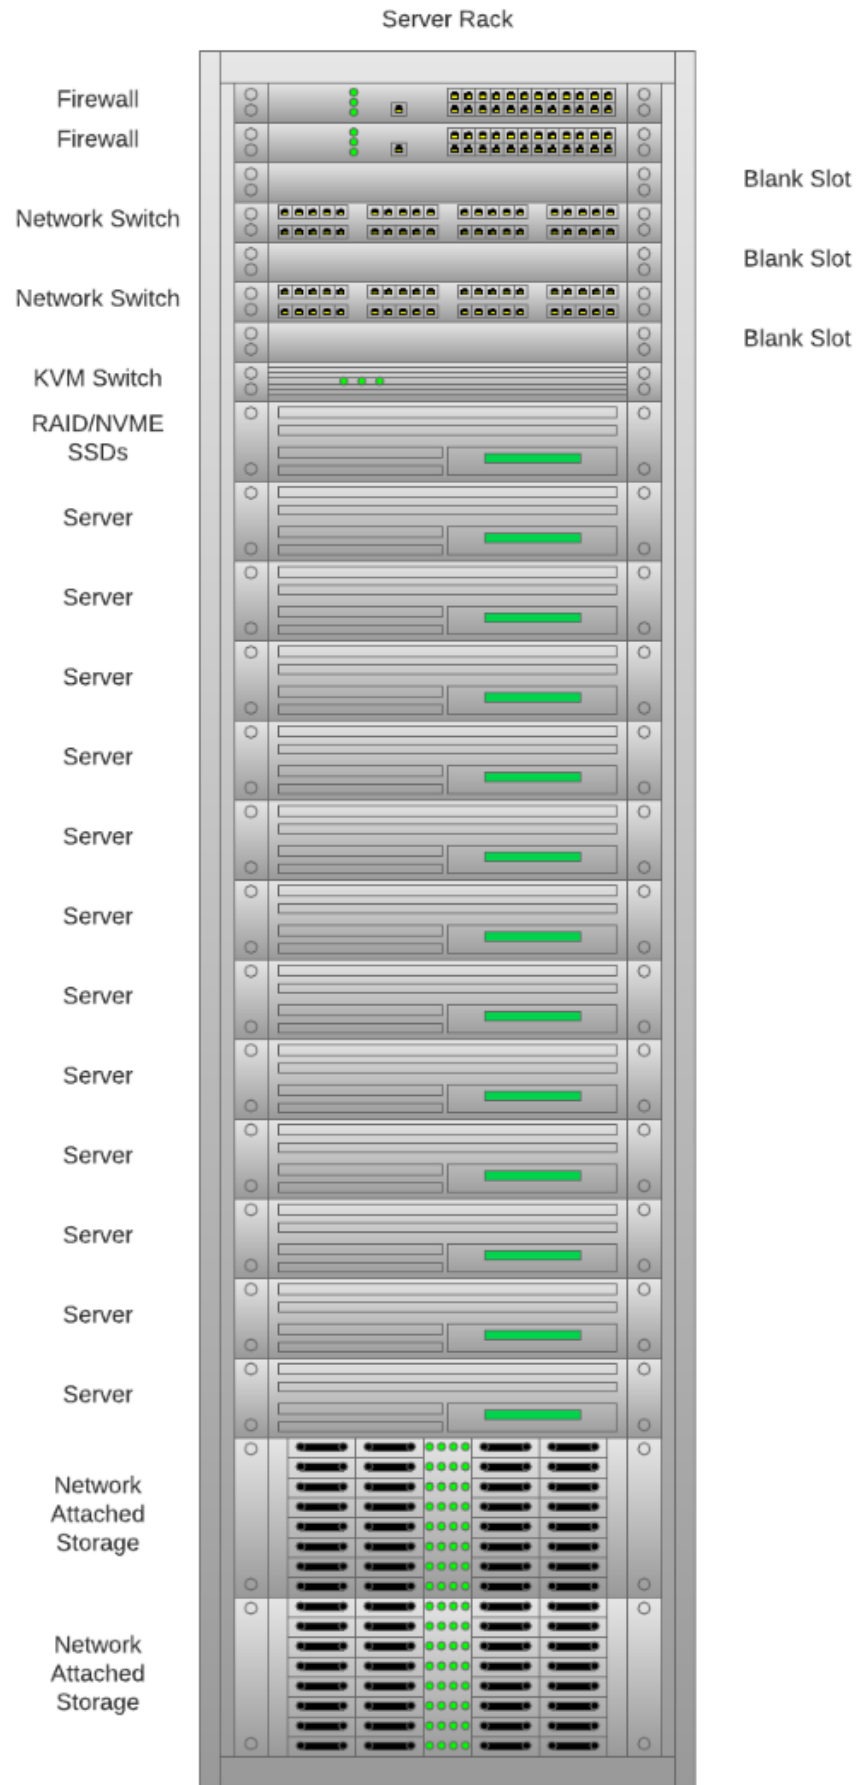 Server Rack
Firewall
Firewall
Blank Slot
Network Switch
Blank Slot
Network Switch
Blank Slot
KVM Switch
RAID/NVME
SSDs
Server
Server
Server
Server
Server
Server
Server
Server
Server
Server
Server
Server
Network
Attached
Storage
Network
Attached
Storage